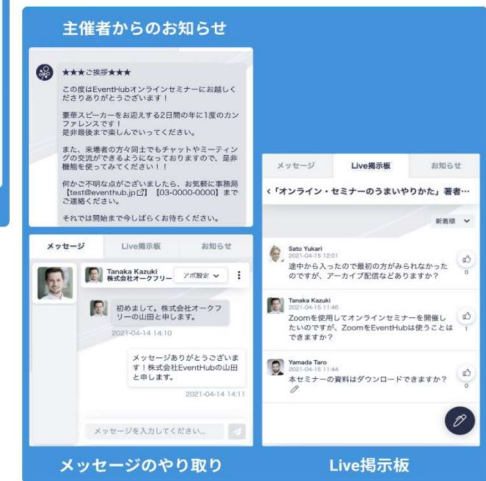 主催者からのお知らせ
★★★ご挨拶★★★
この度はEventHubオンラインセミナーにお越しく
ださりありがとうございます！
豪華スピーカーをお迎えする2日間の年に1度のカン
ファレンスです！
是非最後まで楽しんでいってください。
また、来場者の方々同士でもチャットやミーティン
グの交流ができるようになっておりますので、是非
機能を使ってみてください！！
何かご不明な点がございましたら、お気軽に事務局
【test@eventhub.jp】【03-0000-0000】まで
ご連絡ください。
それでは開始まで今しばらくお待ちください。
メッセージ Live掲示板 お知らせ
Tanaka Kazuki
株式会社オークフリー
アポ設定
初めまして。株式会社オークフ
リーの山田と申します。
2021-04-14 14:10
メッセージありがとうございま
す！株式会社EventHubの山田
と申します。
2021-04-14 14:11
メッセージを入力してください...
メッセージのやり取り
メッセージ Live掲示板 お知らせ
<「オンライン・セミナーのうまいやりかた」著者…
新着順
Sato Yukari
2021-04-15 12:01
途中から入ったので最初の方がみられなかった
のですが、アーカイブ配信などありますか？
0
Tanaka Kazuki
2021-04-15 11:46
Zoomを使用してオンラインセミナーを開催し
たいのですが、ZoomをEventHubは使うことは
できますか？
1
Yamada Taro
2021-04-15 11:44
本セミナーの資料はダウンロードできますか？
0
Live掲示板